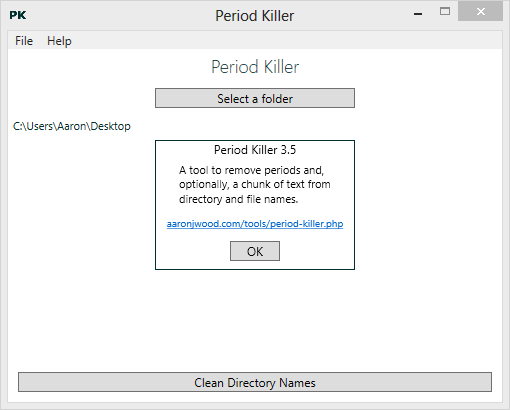 PK Period Killer
File Help
Period Killer
Select a folder
C:\Users\Aaron\Desktop
Period Killer 3.5
A tool to remove periods and,
optionally, a chunk of text from
directory and file names.
aaronjwood.com/tools/period-killer.php
OK
Clean Directory Names